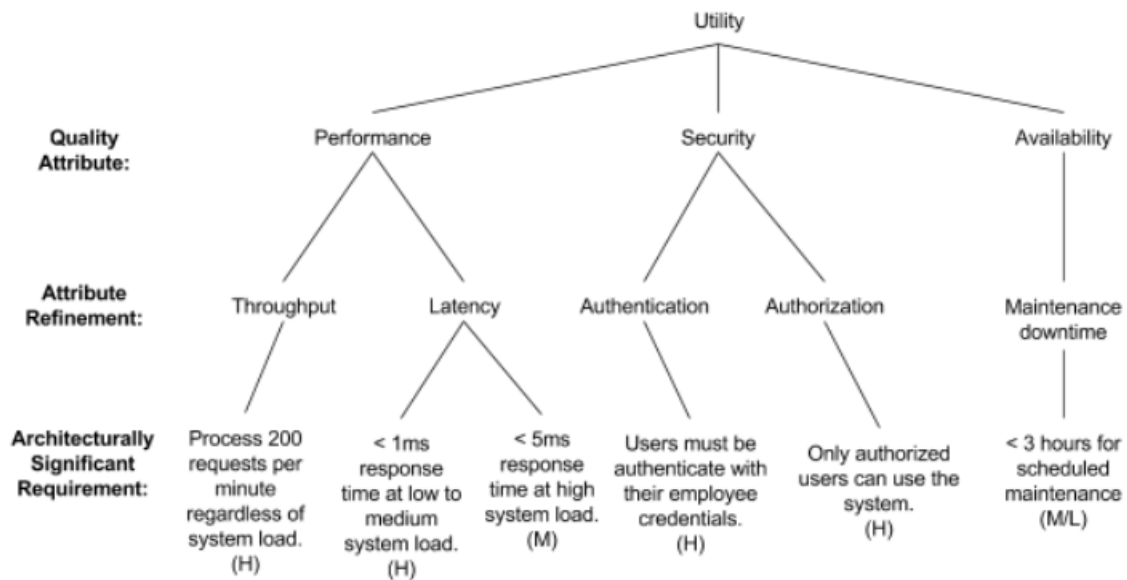 Utility
Quality
Attribute:
Performance
Security
Availability
Attribute
Refinement:
Throughput
Latency
Authentication
Authorization
Maintenance
downtime
Architecturally
Significant
Requirement:
Process 200
requests per
minute
regardless of
system load.
(H)
< 1ms
response
time at low to
medium
system load.
(H)
< 5ms
response
time at high
system load.
(M)
Users must be
authenticate with
their employee
credentials.
(H)
Only authorized
users can use the
system.
(H)
< 3 hours for
scheduled
maintenance
(M/L)